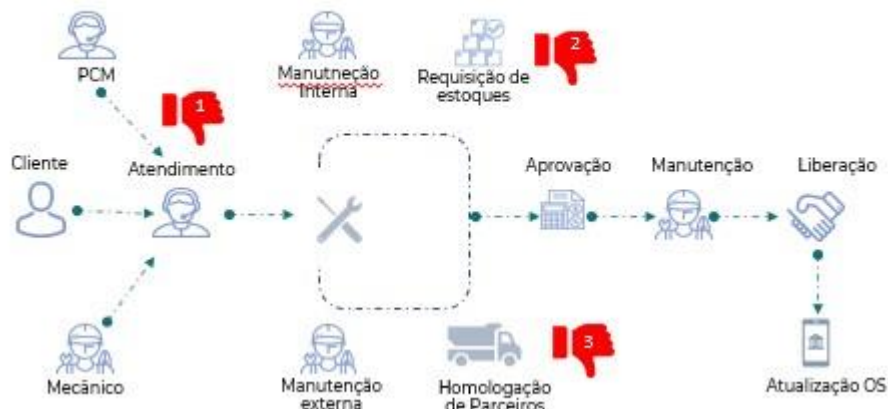 PCM
Manutneção
Interna
Requisição de
estoques
2
1
Cliente
Atendimento
Aprovação
Manutenção
Liberação
Mecânico
Manutenção
externa
Homologação
de Parceiros
3
Atualização OS